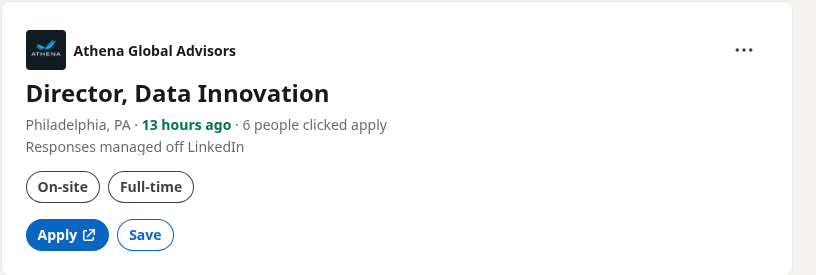 ATHENA
Athena Global Advisors
Director, Data Innovation
Philadelphia, PA · 13 hours ago · 6 people clicked apply
Responses managed off LinkedIn
On-site Full-time
Apply Save